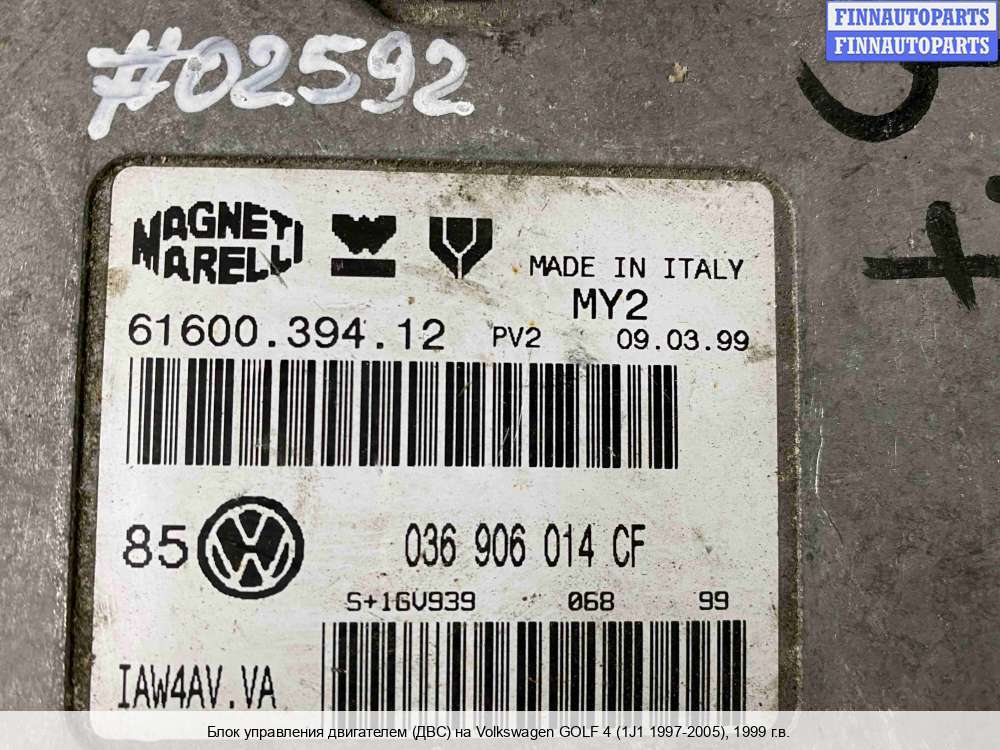 FINNAUTOPARTS
FINNAUTOPARTS
#02592
MAGNETI
MARELLI
MADE IN ITALY
MY2
61600.394.12 PV2 09.03.99
85 036 906 014 CF
S+1GV939 068 99
IAW4AV.VA
Блок управления двигателем (ДВС) на Volkswagen GOLF 4 (1J1 1997-2005), 1999 г.в.